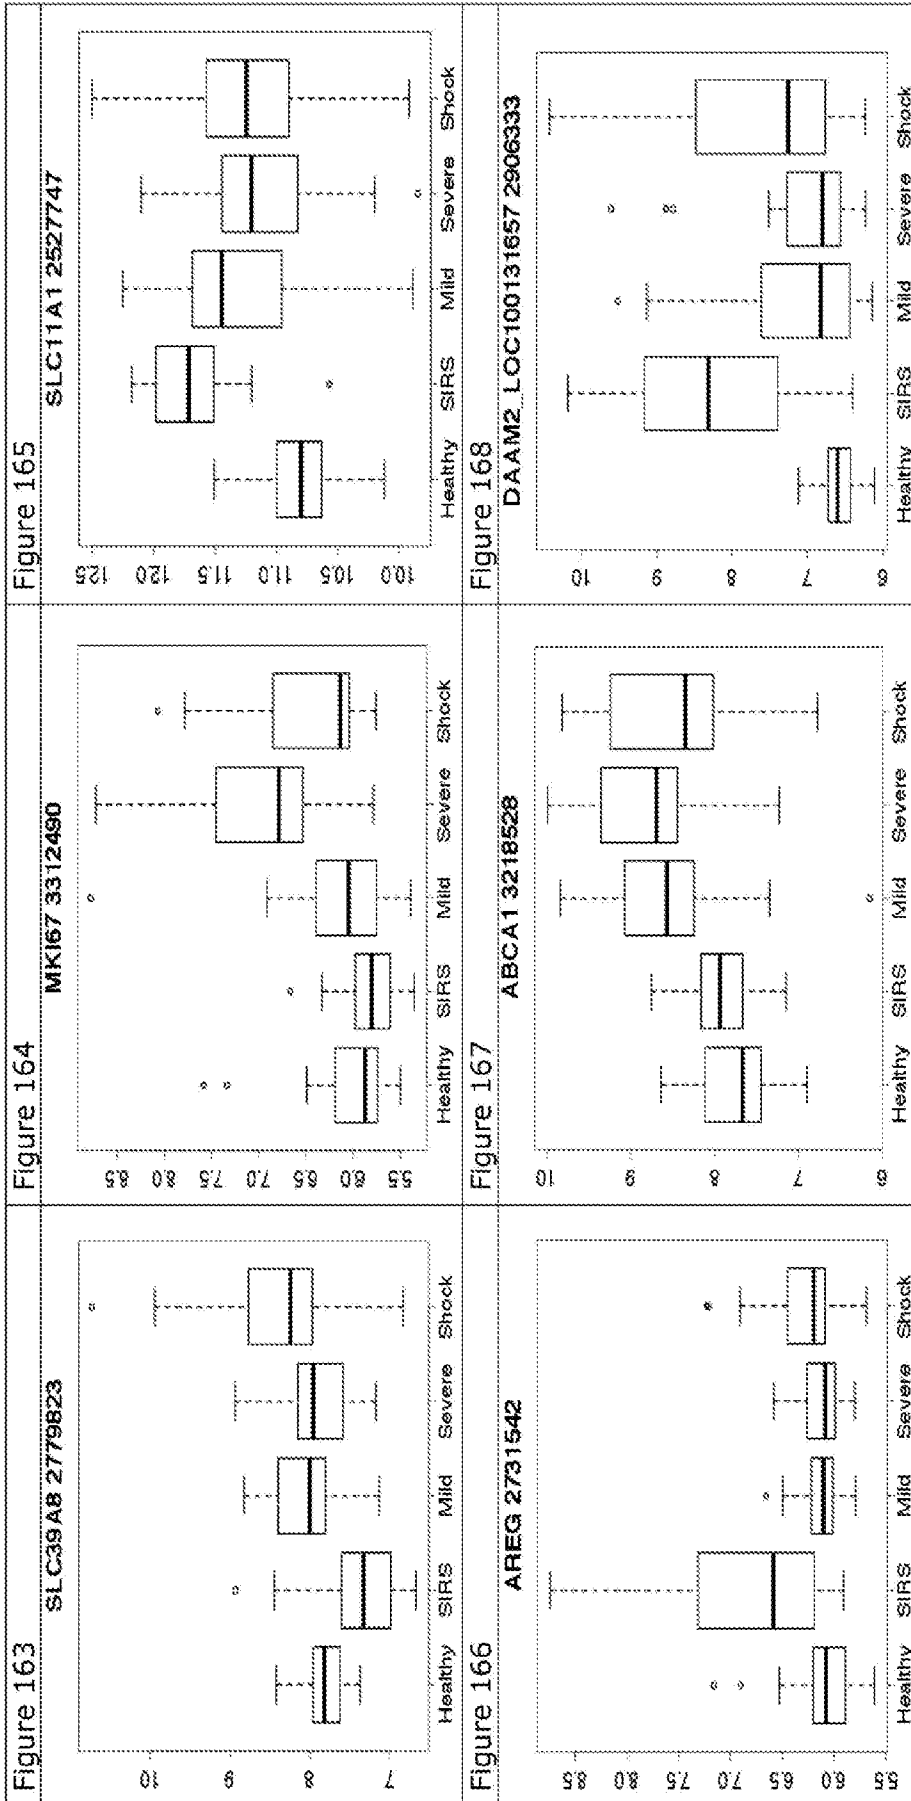 Figure 163
SLC39A8 2779823
10
9
8
7
Healthy SIRS Mild Severe Shock
Figure 164
MKI67 3312490
8.5
8.0
7.5
7.0
6.5
6.0
5.5
Healthy SIRS Mild Severe Shock
Figure 165
SLC11A1 2527747
12.5
12.0
11.5
11.0
10.5
10.0
Healthy SIRS Mild Severe Shock
Figure 166
AREG 2731542
8.5
8.0
7.5
7.0
6.5
6.0
5.5
Healthy SIRS Mild Severe Shock
Figure 167
ABCA1 3218528
10
9
8
7
6
Healthy SIRS Mild Severe Shock
Figure 168
DAAM2_LOC100131657 2906333
10
9
8
7
6
Healthy SIRS Mild Severe Shock